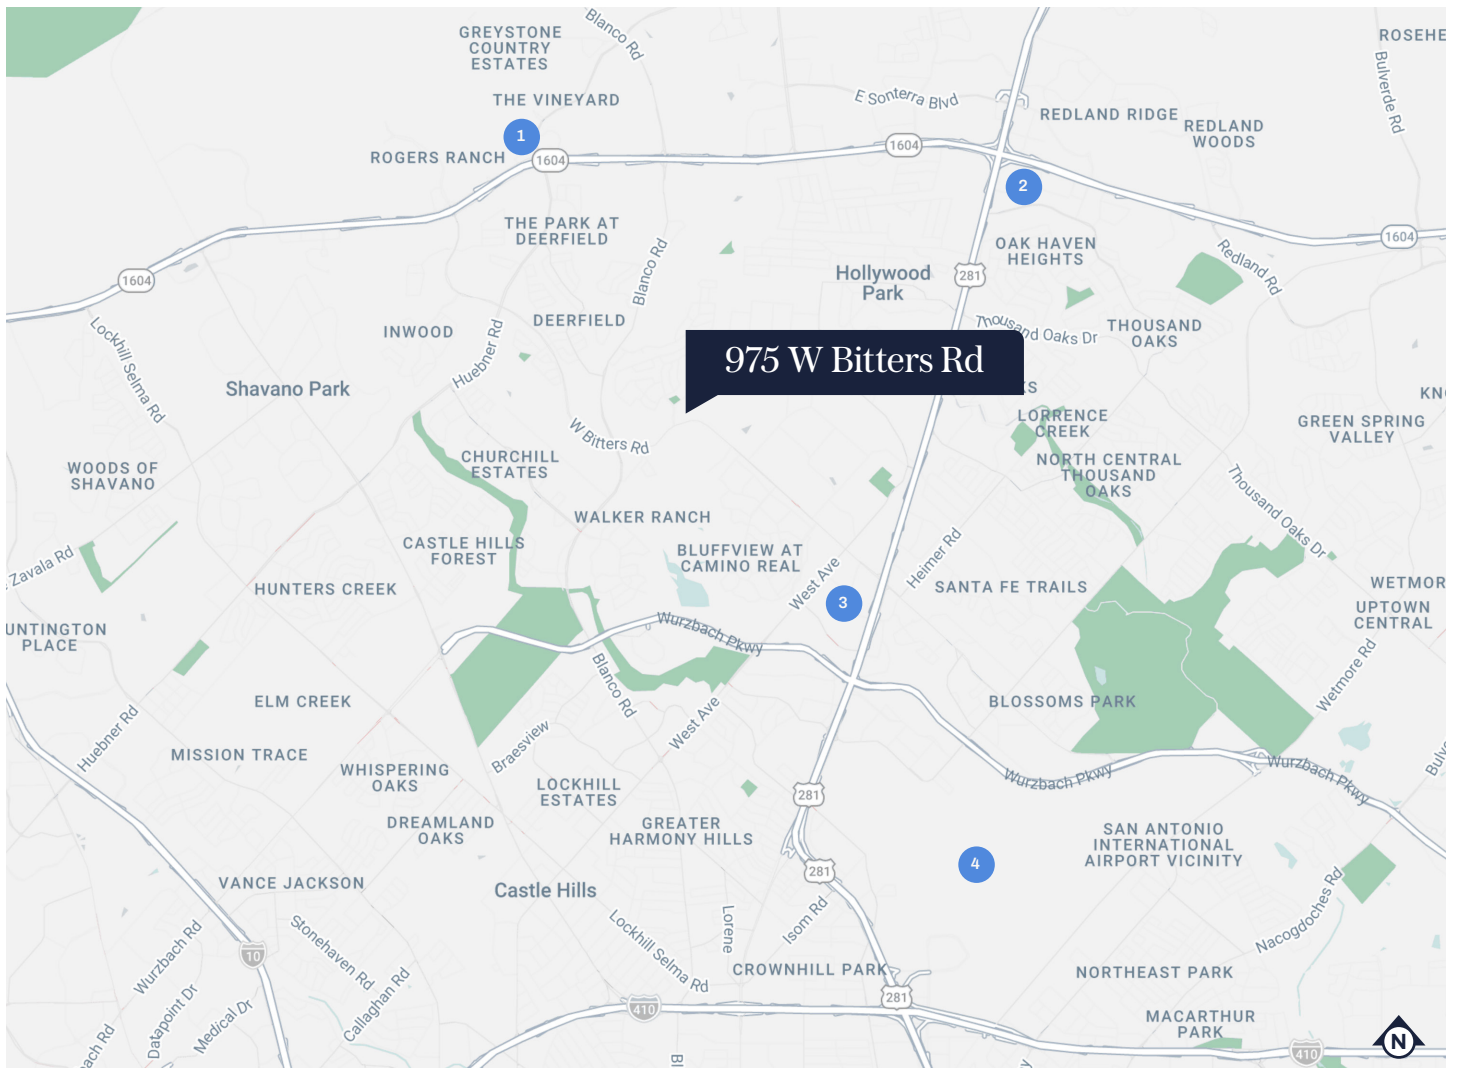 GREYSTONE
COUNTRY
ESTATES
Blanco Rd
ROSEHE
Bulverde Rd
THE VINEYARD
E Sonterra Blvd
REDLAND RIDGE
REDLAND
WOODS
1
ROGERS RANCH
1604
1604
2
THE PARK AT
DEERFIELD
Blanco Rd
OAK HAVEN
HEIGHTS
1604
Redland Rd
1604
Hollywood
Park
281
Lockhill Selma Rd
INWOOD
Huebner Rd
DEERFIELD
Thousand Oaks Dr
THOUSAND
OAKS
975 W Bitters Rd
Shavano Park
KS
KN
W Bitters Rd
LORRENCE
CREEK
GREEN SPRING
VALLEY
WOODS OF
SHAVANO
CHURCHILL
ESTATES
NORTH CENTRAL
THOUSAND
OAKS
Thousand Oaks Dr
WALKER RANCH
CASTLE HILLS
FOREST
BLUFFVIEW AT
CAMINO REAL
Heimer Rd
Zavala Rd
HUNTERS CREEK
West Ave
3
SANTA FE TRAILS
WETMOR
UPTOWN
CENTRAL
UNTINGTON
PLACE
Wurzbach Pkwy
Blanco Rd
Wetmore Rd
ELM CREEK
West Ave
BLOSSOMS PARK
Huebner Rd
MISSION TRACE
Braesview
Bulv
WHISPERING
OAKS
LOCKHILL
ESTATES
281
Wurzbach Pkwy
Wurzbach Pkwy
DREAMLAND
OAKS
GREATER
HARMONY HILLS
SAN ANTONIO
INTERNATIONAL
AIRPORT VICINITY
4
281
VANCE JACKSON
Castle Hills
Nacogdoches Rd
Wurzbach Rd
10
Stonehaven Rd
Lockhill Selma Rd
Lorene
Isom Rd
CROWNHILL PARK
NORTHEAST PARK
Datapoint Dr
Medical Dr
Callaghan Rd
410
281
MACARTHUR
PARK
ach Rd
Bl
y
410
N